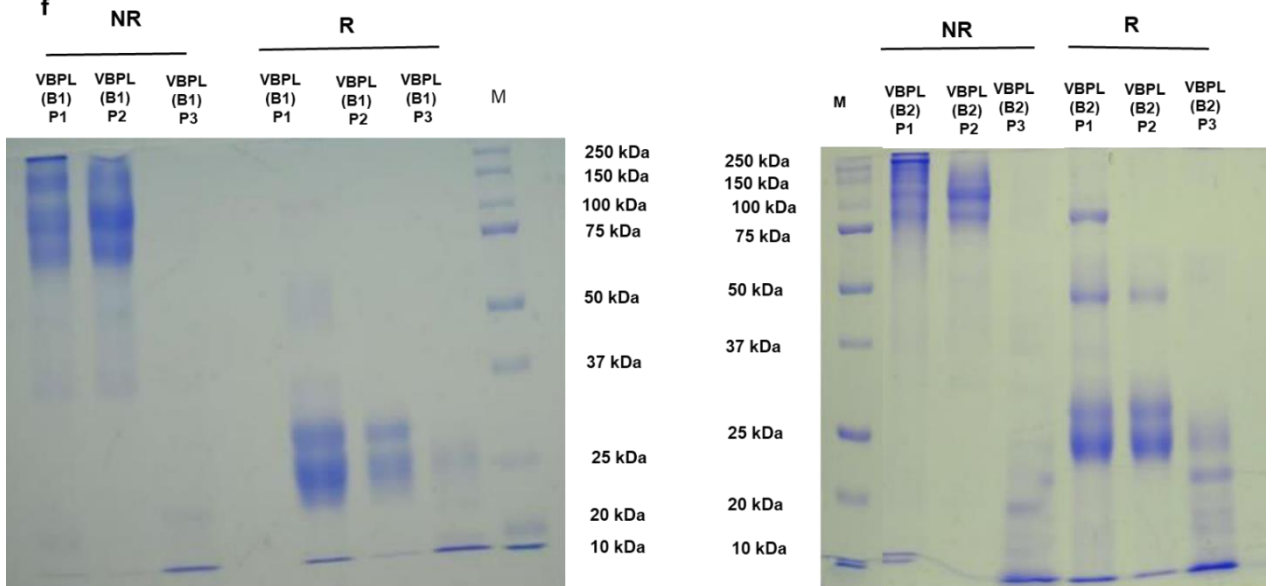 f
NR
R
VBPL
(B1)
P1
VBPL
(B1)
P2
VBPL
(B1)
P3
VBPL
(B1)
P1
VBPL
(B1)
P2
VBPL
(B1)
P3
M
250 kDa
150 kDa
100 kDa
75 kDa
50 kDa
37 kDa
25 kDa
20 kDa
10 kDa
NR
R
M
VBPL
(B2)
P1
VBPL
(B2)
P2
VBPL
(B2)
P3
VBPL
(B2)
P1
VBPL
(B2)
P2
VBPL
(B2)
P3
250 kDa
150 kDa
100 kDa
75 kDa
50 kDa
37 kDa
25 kDa
20 kDa
10 kDa